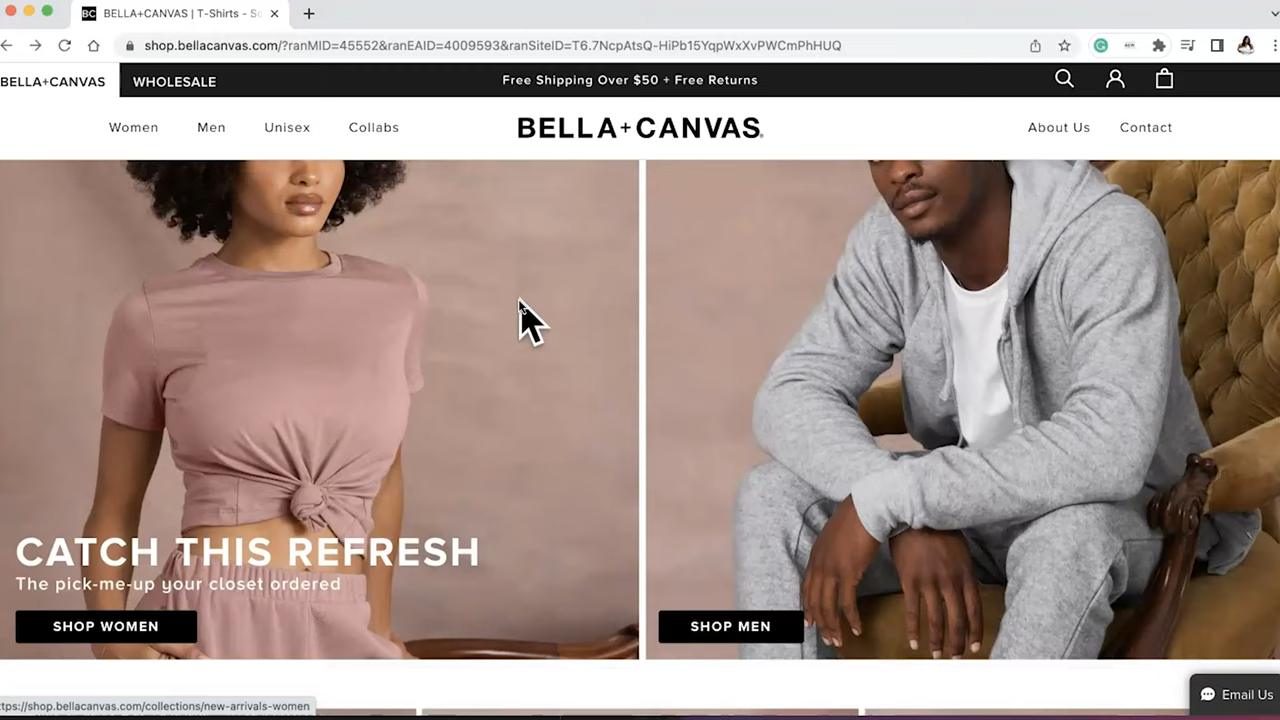 BC BELLA+CANVAS | T-Shirts - So
shop.bellacanvas.com/?ranMID=45552&ranEAID=4009593&ranSiteID=T6.7NcpAtsQ-HiPb15YqpWxXvPWCmPhHUQ
BELLA+CANVAS WHOLESALE Free Shipping Over $50 + Free Returns
Women Men Unisex Collabs BELLA+CANVAS. About Us Contact
CATCH THIS REFRESH
The pick-me-up your closet ordered
SHOP WOMEN SHOP MEN
Email Us
ttps://shop.bellacanvas.com/collections/new-arrivals-women